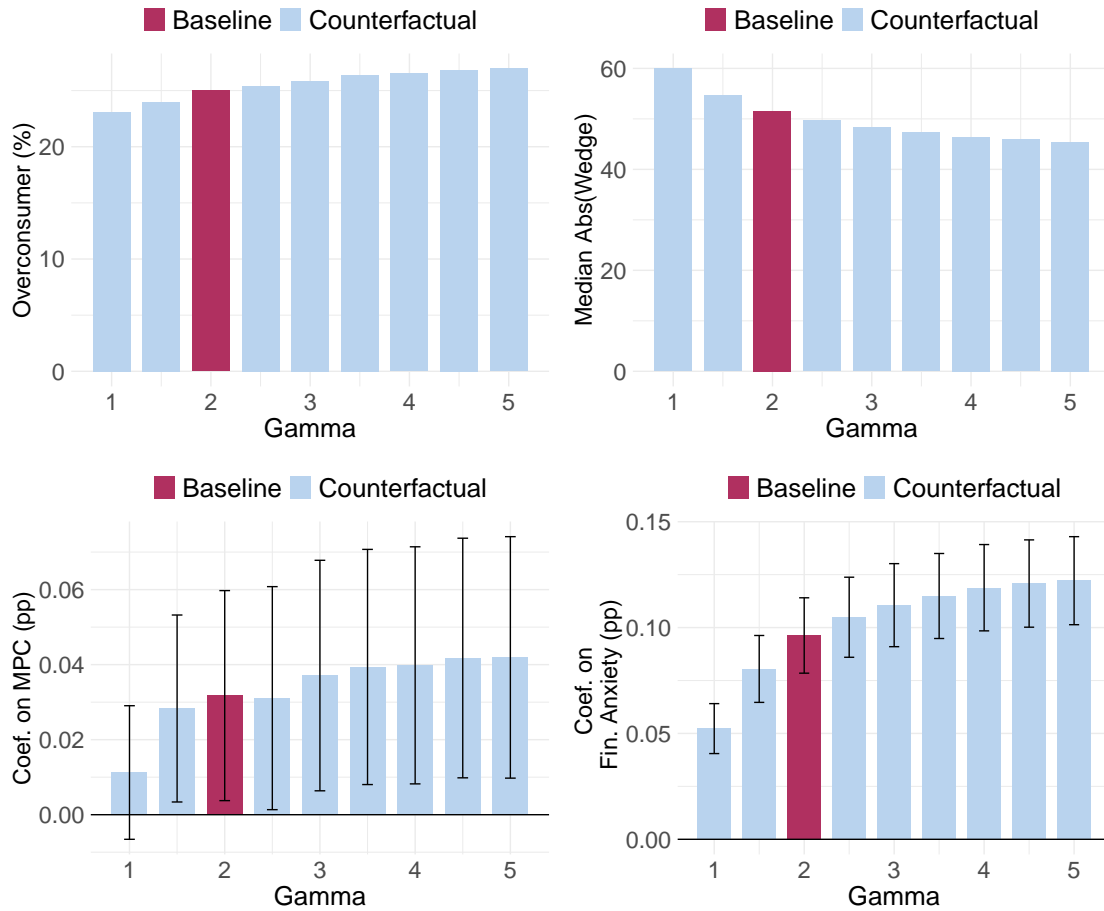 Baseline Counterfactual
Overconsumer (%)
20
10
0
1 2 3 4 5
Gamma
Baseline Counterfactual
Median Abs(Wedge)
60
40
20
0
1 2 3 4 5
Gamma
Baseline Counterfactual
Coef. on MPC (pp)
0.06
0.04
0.02
0.00
1 2 3 4 5
Gamma
Baseline Counterfactual
Coef. on
Fin. Anxiety (pp)
0.15
0.10
0.05
0.00
1 2 3 4 5
Gamma